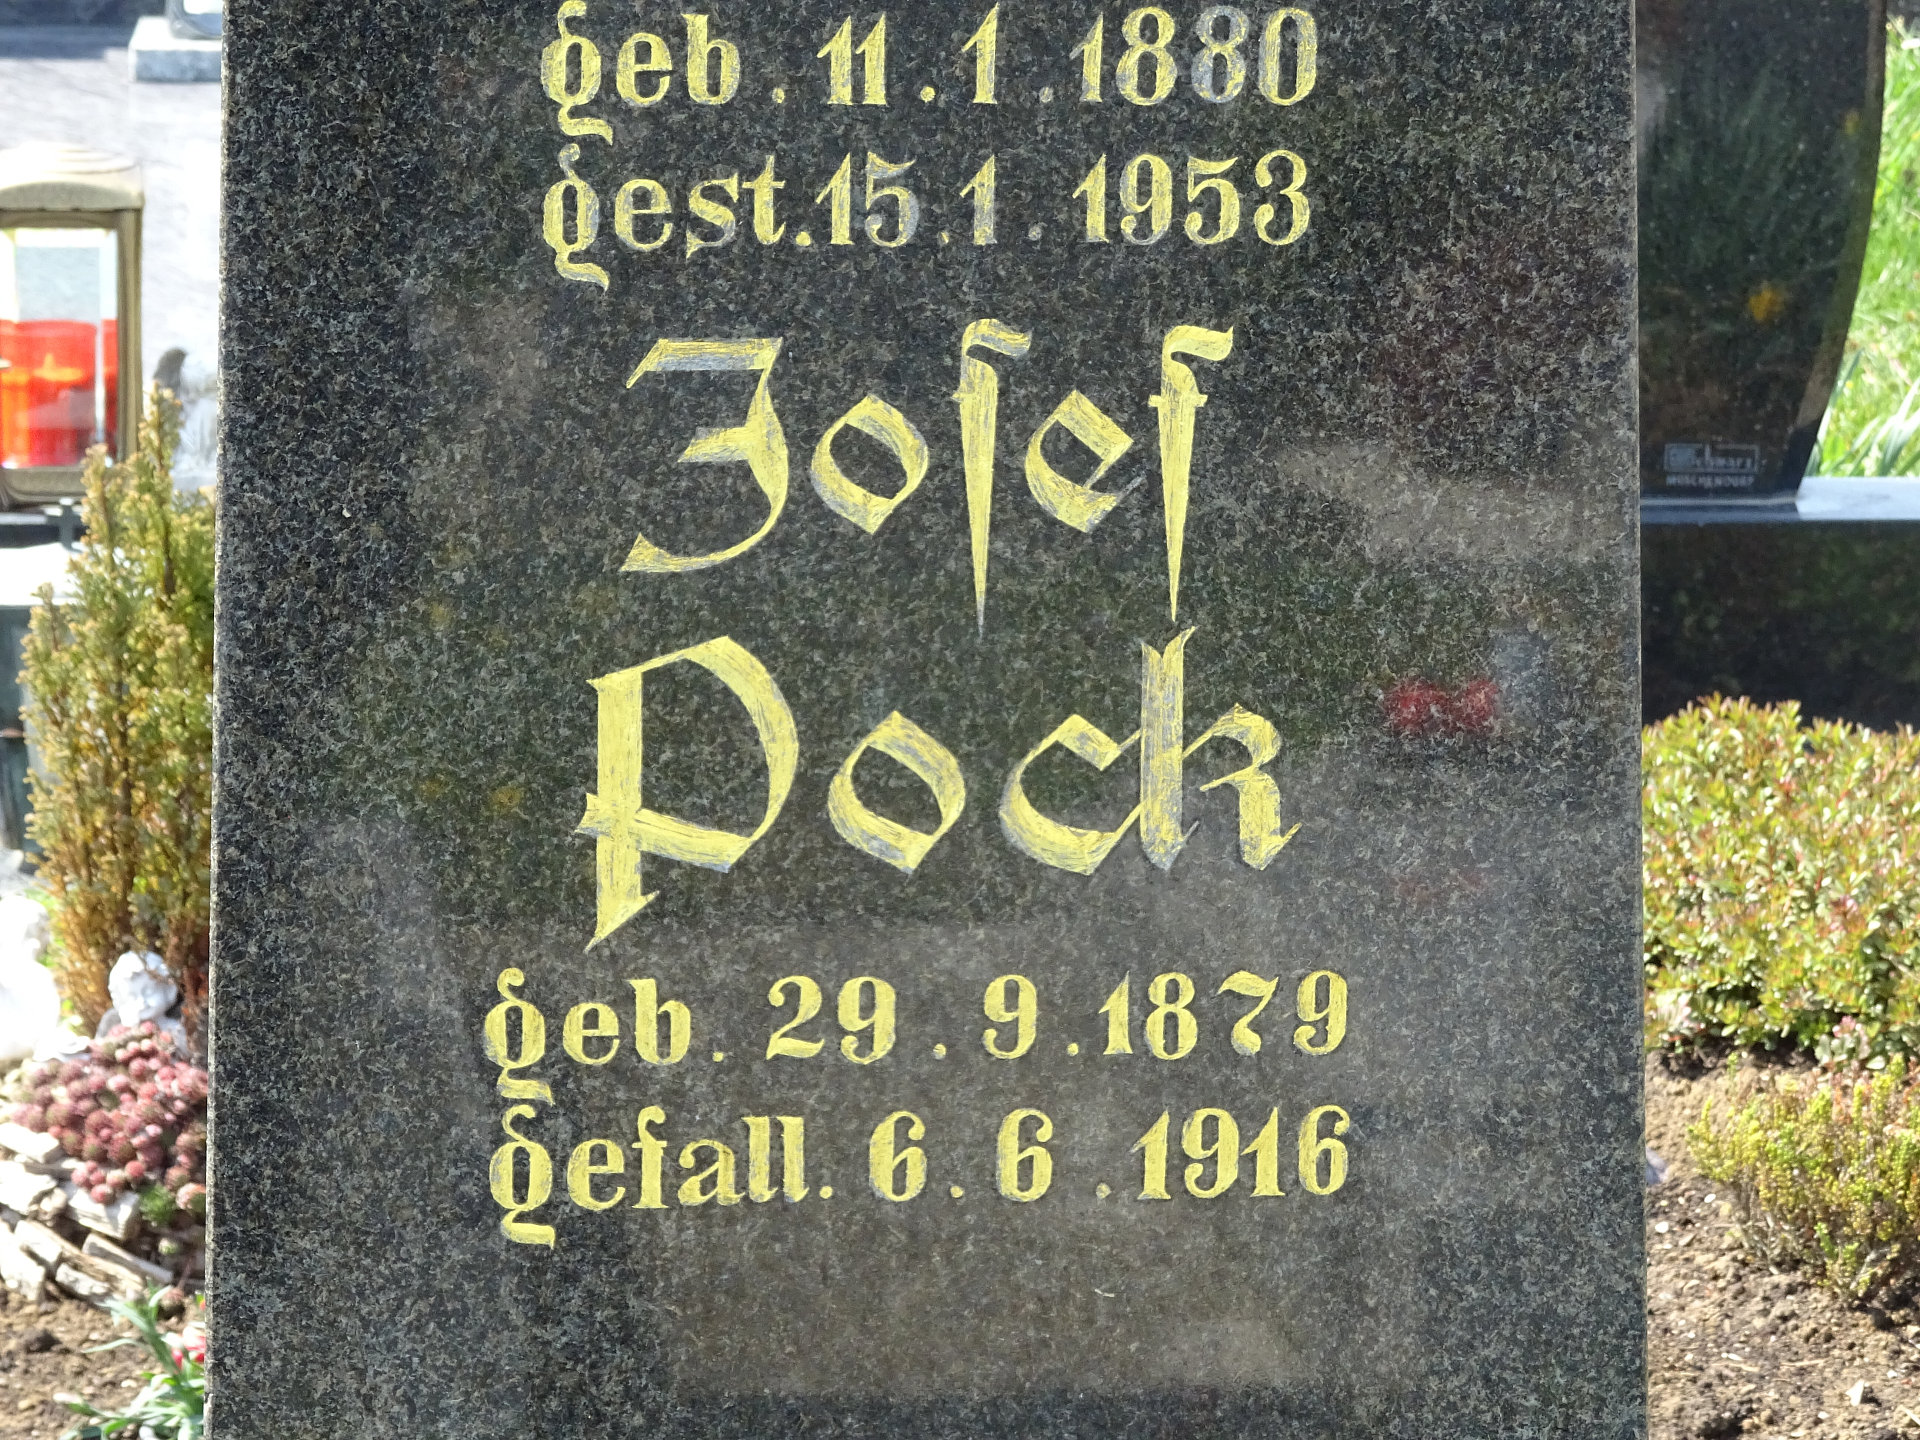 geb. 11. 1. 1880
gest. 15. 1. 1953
Josef
Pock
geb. 29. 9. 1879
gefall. 6. 6. 1916